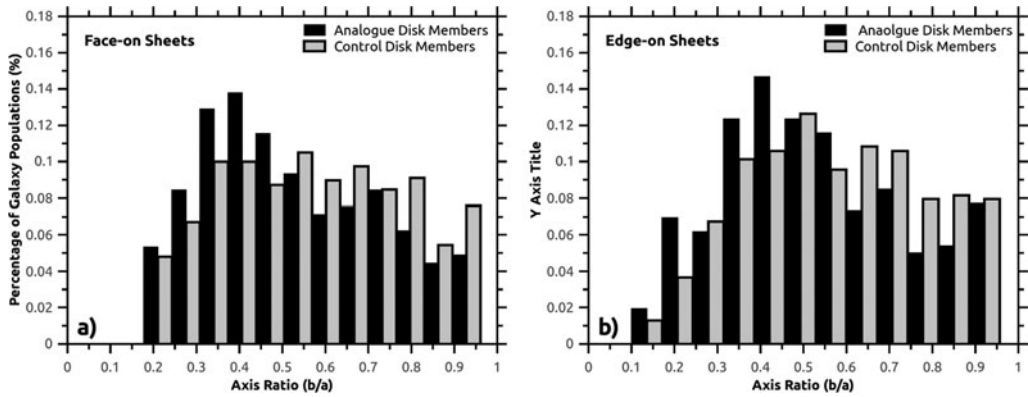 Face-on Sheets
Analogue Disk Members
Control Disk Members
Percentage of Galaxy Populations (%)
0.18
0.16
0.14
0.12
0.1
0.08
0.06
0.04
0.02
0
a)
0 0.1 0.2 0.3 0.4 0.5 0.6 0.7 0.8 0.9 1
Axis Ratio (b/a)
Edge-on Sheets
Anaolgue Disk Members
Control Disk Members
Y Axis Title
0.18
0.16
0.14
0.12
0.1
0.08
0.06
0.04
0.02
0
b)
0 0.1 0.2 0.3 0.4 0.5 0.6 0.7 0.8 0.9 1
Axis Ratio (b/a)